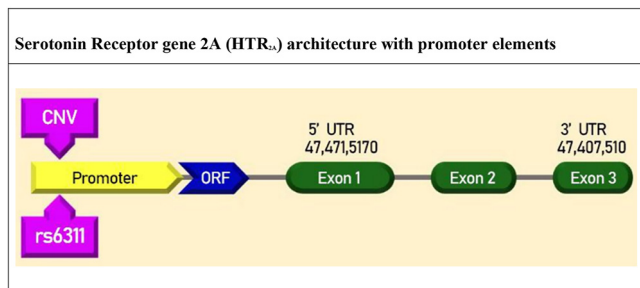 Serotonin Receptor gene 2A (HTR2A) architecture with promoter elements
CNV
5' UTR
47,471,5170
3' UTR
47,407,510
Promoter
ORF
Exon 1
Exon 2
Exon 3
rs6311